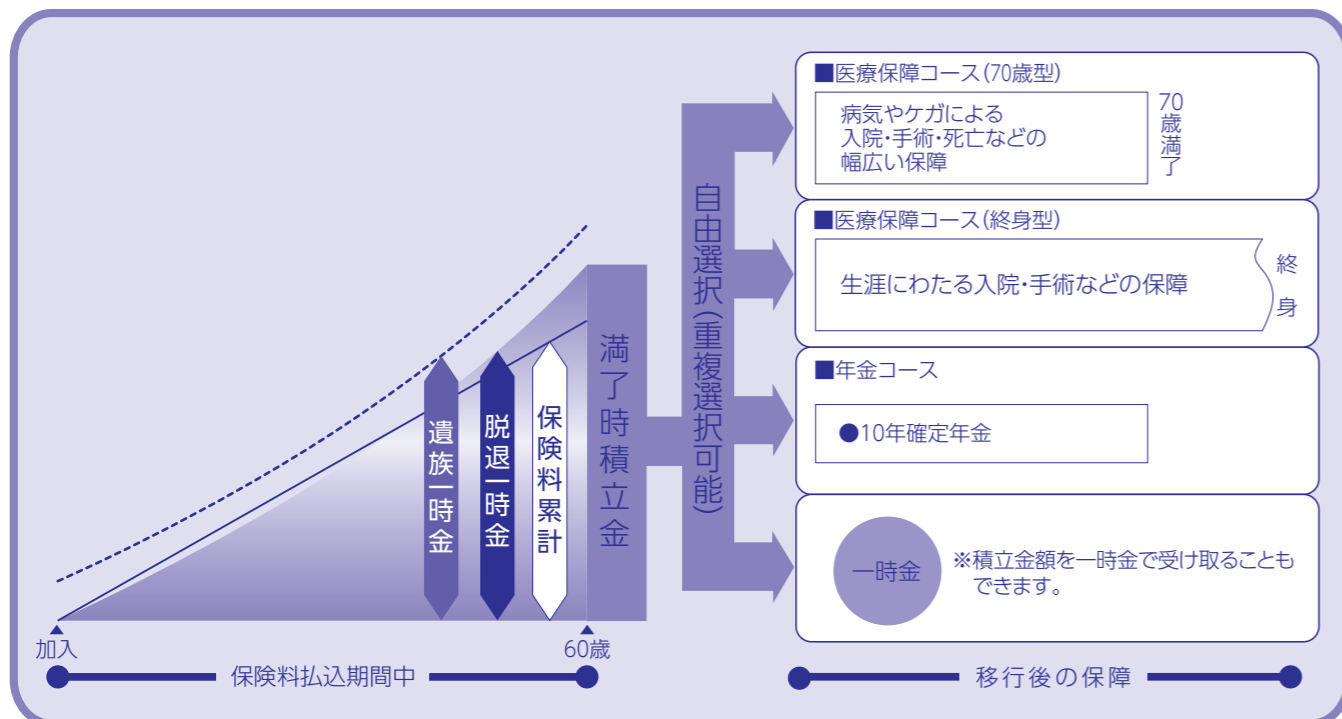 遺族一時金
脱退一時金
保険料累計
満了時積立金
▲
加入
▲
60歳
保険料払込期間中
自由選択(重複選択可能)
■医療保障コース(70歳型)
病気やケガによる
入院・手術・死亡などの
幅広い保障
70歳満了
■医療保障コース(終身型)
生涯にわたる入院・手術などの保障
終身
■年金コース
●10年確定年金
一時金
※積立金額を一時金で受け取ることも
できます。
移行後の保障